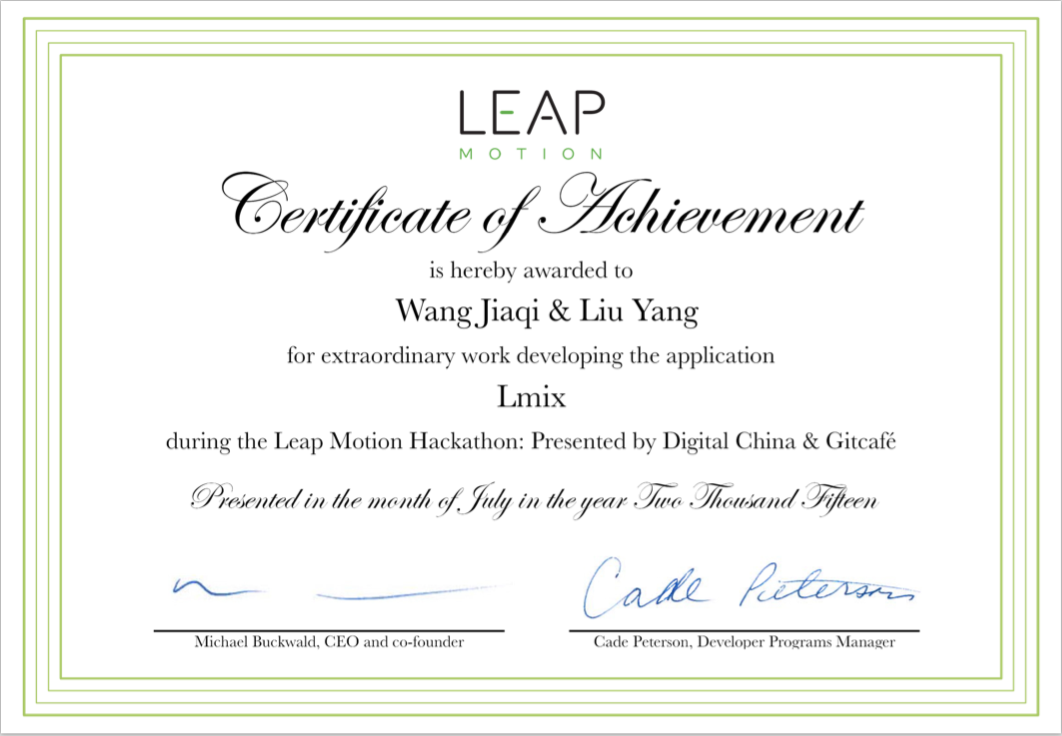 LEAP
MOTION
Certificate of Achievement
is hereby awarded to
Wang Jiaqi & Liu Yang
for extraordinary work developing the application
Lmix
during the Leap Motion Hackathon: Presented by Digital China & Gitcafé
Presented in the month of July in the year Two Thousand Fifteen
Cade Pieterson
Michael Buckwald, CEO and co-founder
Cade Peterson, Developer Programs Manager